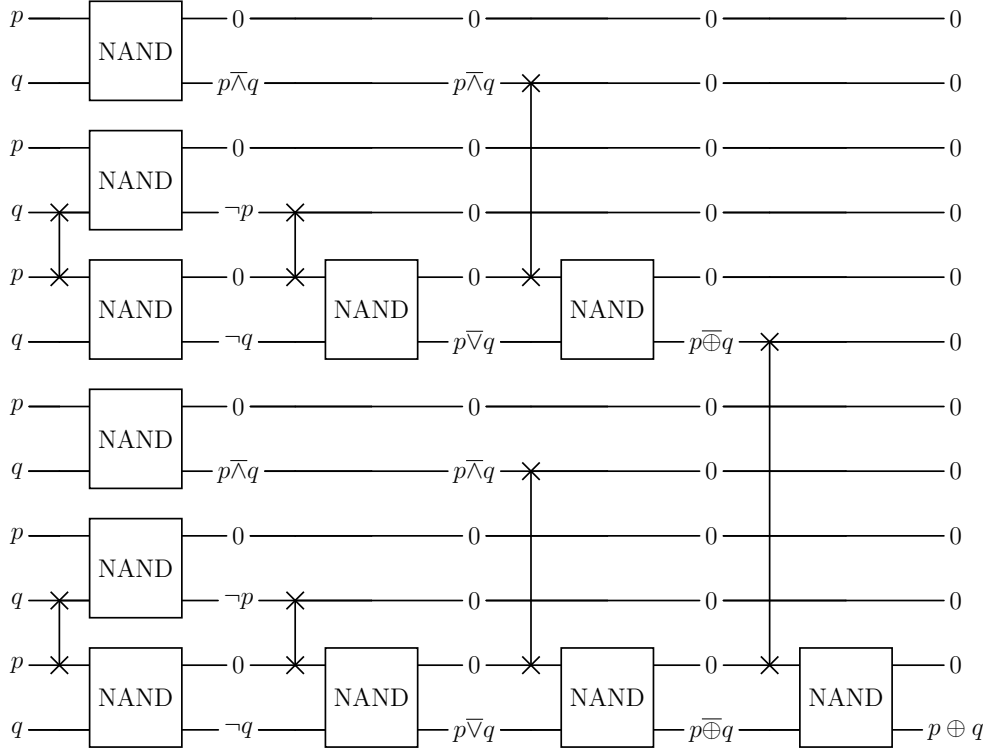 p 0 0 0 0
NAND
q p⊼q p⊼q 0 0
p 0 0 0 0
NAND
q ¬p 0 0 0
p 0 0 0 0
NAND NAND NAND
q ¬q p⊽q p⊕̅q 0
p 0 0 0 0
NAND
q p⊼q p⊼q 0 0
p 0 0 0 0
NAND
q ¬p 0 0 0
p 0 0 0 0
NAND NAND NAND NAND
q ¬q p⊽q p⊕̅q p ⊕ q